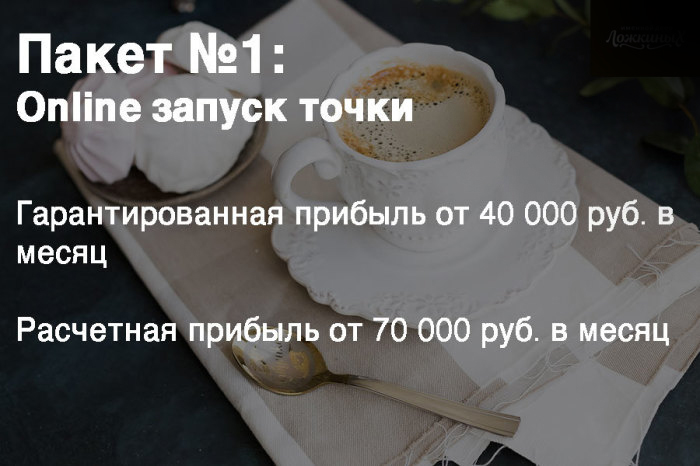 Ложкиных
Пакет №1:
Online запуск точки
Гарантированная прибыль от 40 000 руб. в
месяц
Расчетная прибыль от 70 000 руб. в месяц